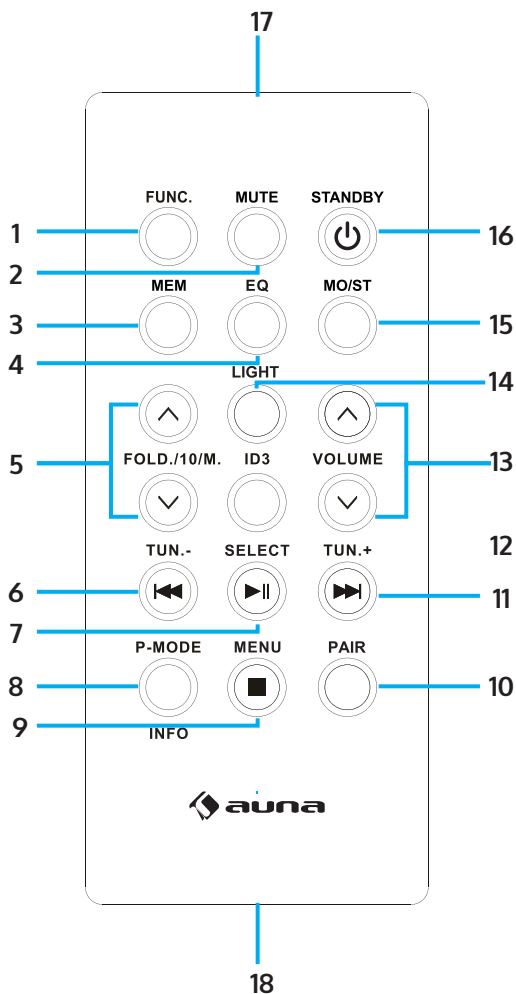 17
FUNC. MUTE STANDBY
1 16
2
MEM EQ MO/ST
3 15
4
LIGHT 14
5 FOLD./10/M. ID3 VOLUME 13
TUN.- SELECT TUN.+ 12
6 11
7
P-MODE MENU PAIR
8 10
9
INFO
auna
18